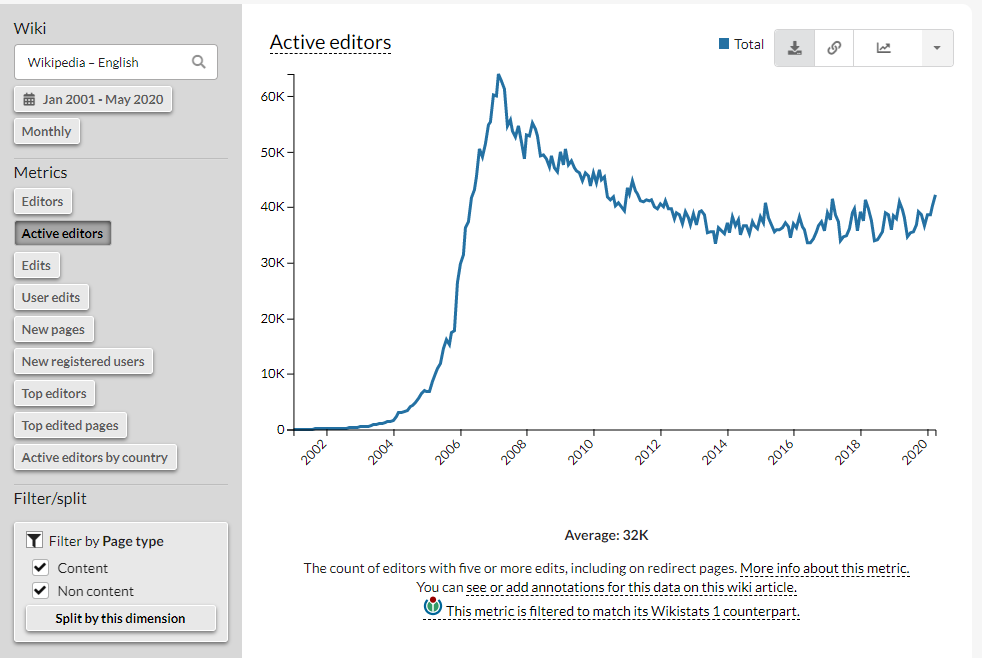 Wiki
Wikipedia – English
Jan 2001 - May 2020
Monthly
Metrics
Editors
Active editors
Edits
User edits
New pages
New registered users
Top editors
Top edited pages
Active editors by country
Filter/split
Filter by Page type
Content
Non content
Split by this dimension
Active editors
Total
60K
50K
40K
30K
20K
10K
0
2002 2004 2006 2008 2010 2012 2014 2016 2018 2020
Average: 32K
The count of editors with five or more edits, including on redirect pages. More info about this metric.
You can see or add annotations for this data on this wiki article.
This metric is filtered to match its Wikistats 1 counterpart.